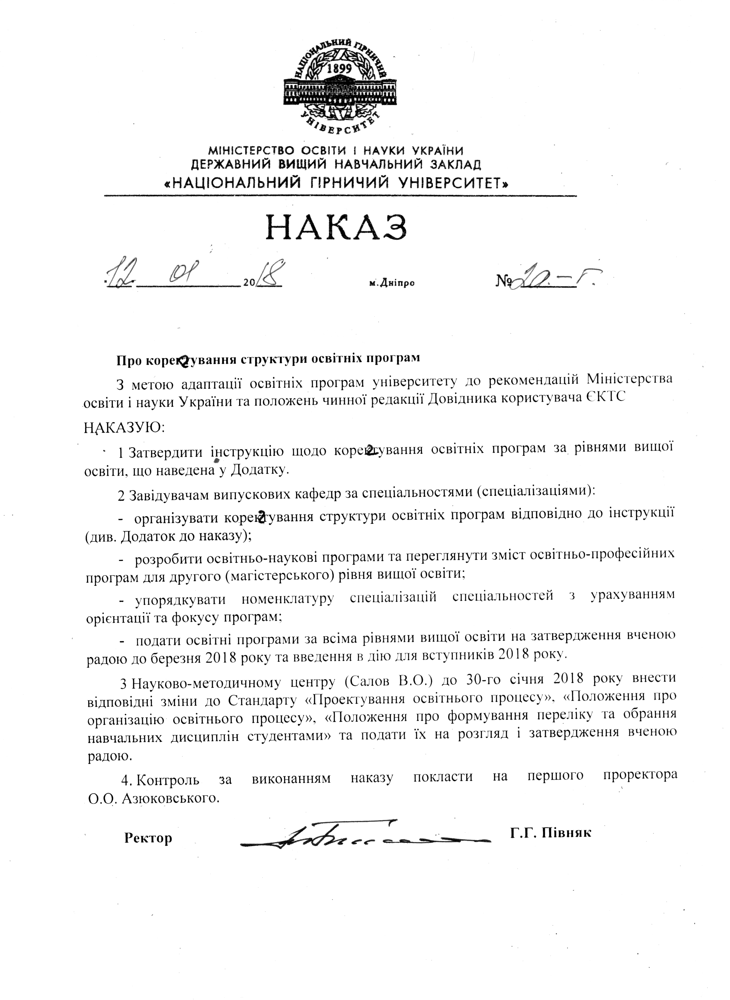 НАЦІОНАЛЬНИЙ ГІРНИЧИЙ
1899
УНІВЕРСИТЕТ
МІНІСТЕРСТВО ОСВІТИ І НАУКИ УКРАЇНИ
ДЕРЖАВНИЙ ВИЩИЙ НАВЧАЛЬНИЙ ЗАКЛАД
«НАЦІОНАЛЬНИЙ ГІРНИЧИЙ УНІВЕРСИТЕТ»
НАКАЗ
"12" 01 2018 м.Дніпро №
Про корегування структури освітніх програм
З метою адаптації освітніх програм університету до рекомендацій Міністерства
освіти і науки України та положень чинної редакції Довідника користувача ЄКТС
НАКАЗУЮ:
1 Затвердити інструкцію щодо корегування освітніх програм за рівнями вищої
освіти, що наведена у Додатку.
2 Завідувачам випускових кафедр за спеціальностями (спеціалізаціями):
- організувати корегування структури освітніх програм відповідно до інструкції
(див. Додаток до наказу);
- розробити освітньо-наукові програми та переглянути зміст освітньо-професійних
програм для другого (магістерського) рівня вищої освіти;
- упорядкувати номенклатуру спеціалізацій спеціальностей з урахуванням
орієнтації та фокусу програм;
- подати освітні програми за всіма рівнями вищої освіти на затвердження вченою
радою до березня 2018 року та введення в дію для вступників 2018 року.
3 Науково-методичному центру (Салов В.О.) до 30-го січня 2018 року внести
відповідні зміни до Стандарту «Проектування освітнього процесу», «Положення про
організацію освітнього процесу», «Положення про формування переліку та обрання
навчальних дисциплін студентами» та подати їх на розгляд і затвердження вченою
радою.
4. Контроль за виконанням наказу покласти на першого проректора
О.О. Азюковського.
Ректор Г.Г. Півняк